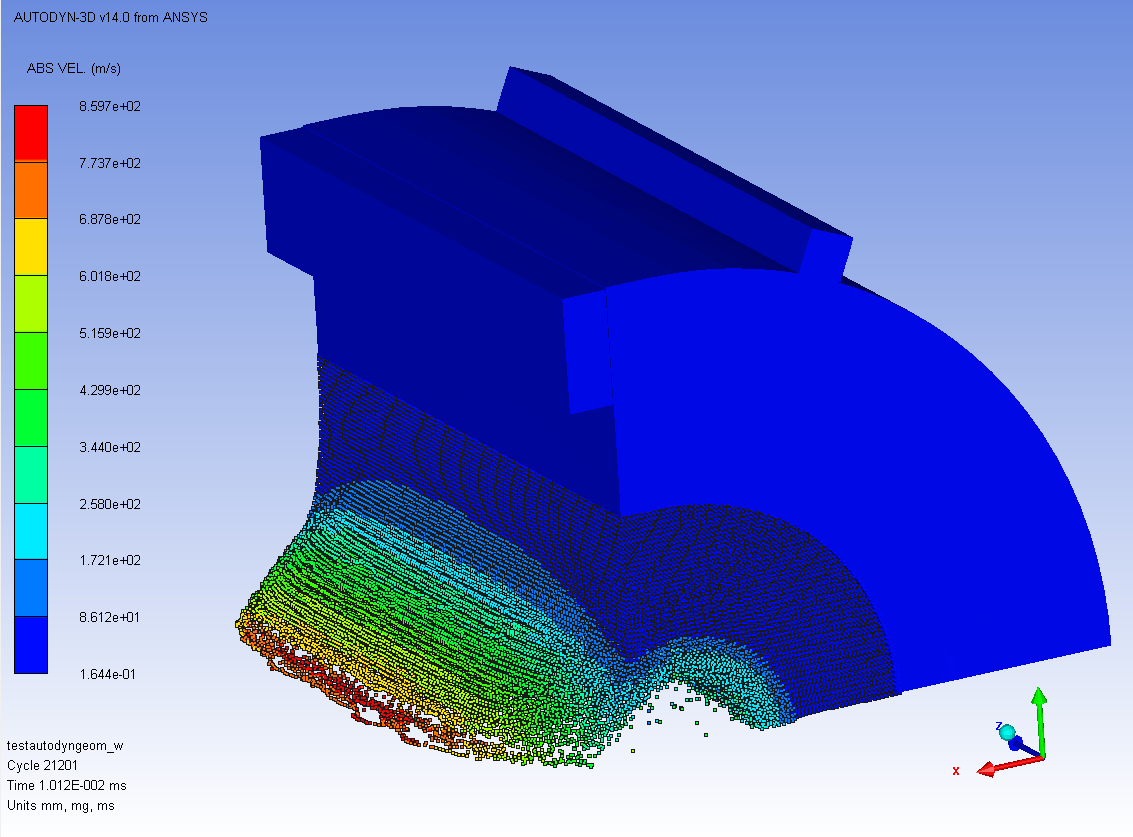 AUTODYN-3D v14.0 from ANSYS
ABS VEL. (m/s)
8.597e+02
7.737e+02
6.878e+02
6.018e+02
5.159e+02
4.299e+02
3.440e+02
2.580e+02
1.721e+02
8.612e+01
1.644e-01
Z
X
testautodyngeom_w
Cycle 21201
Time 1.012E-002 ms
Units mm, mg, ms